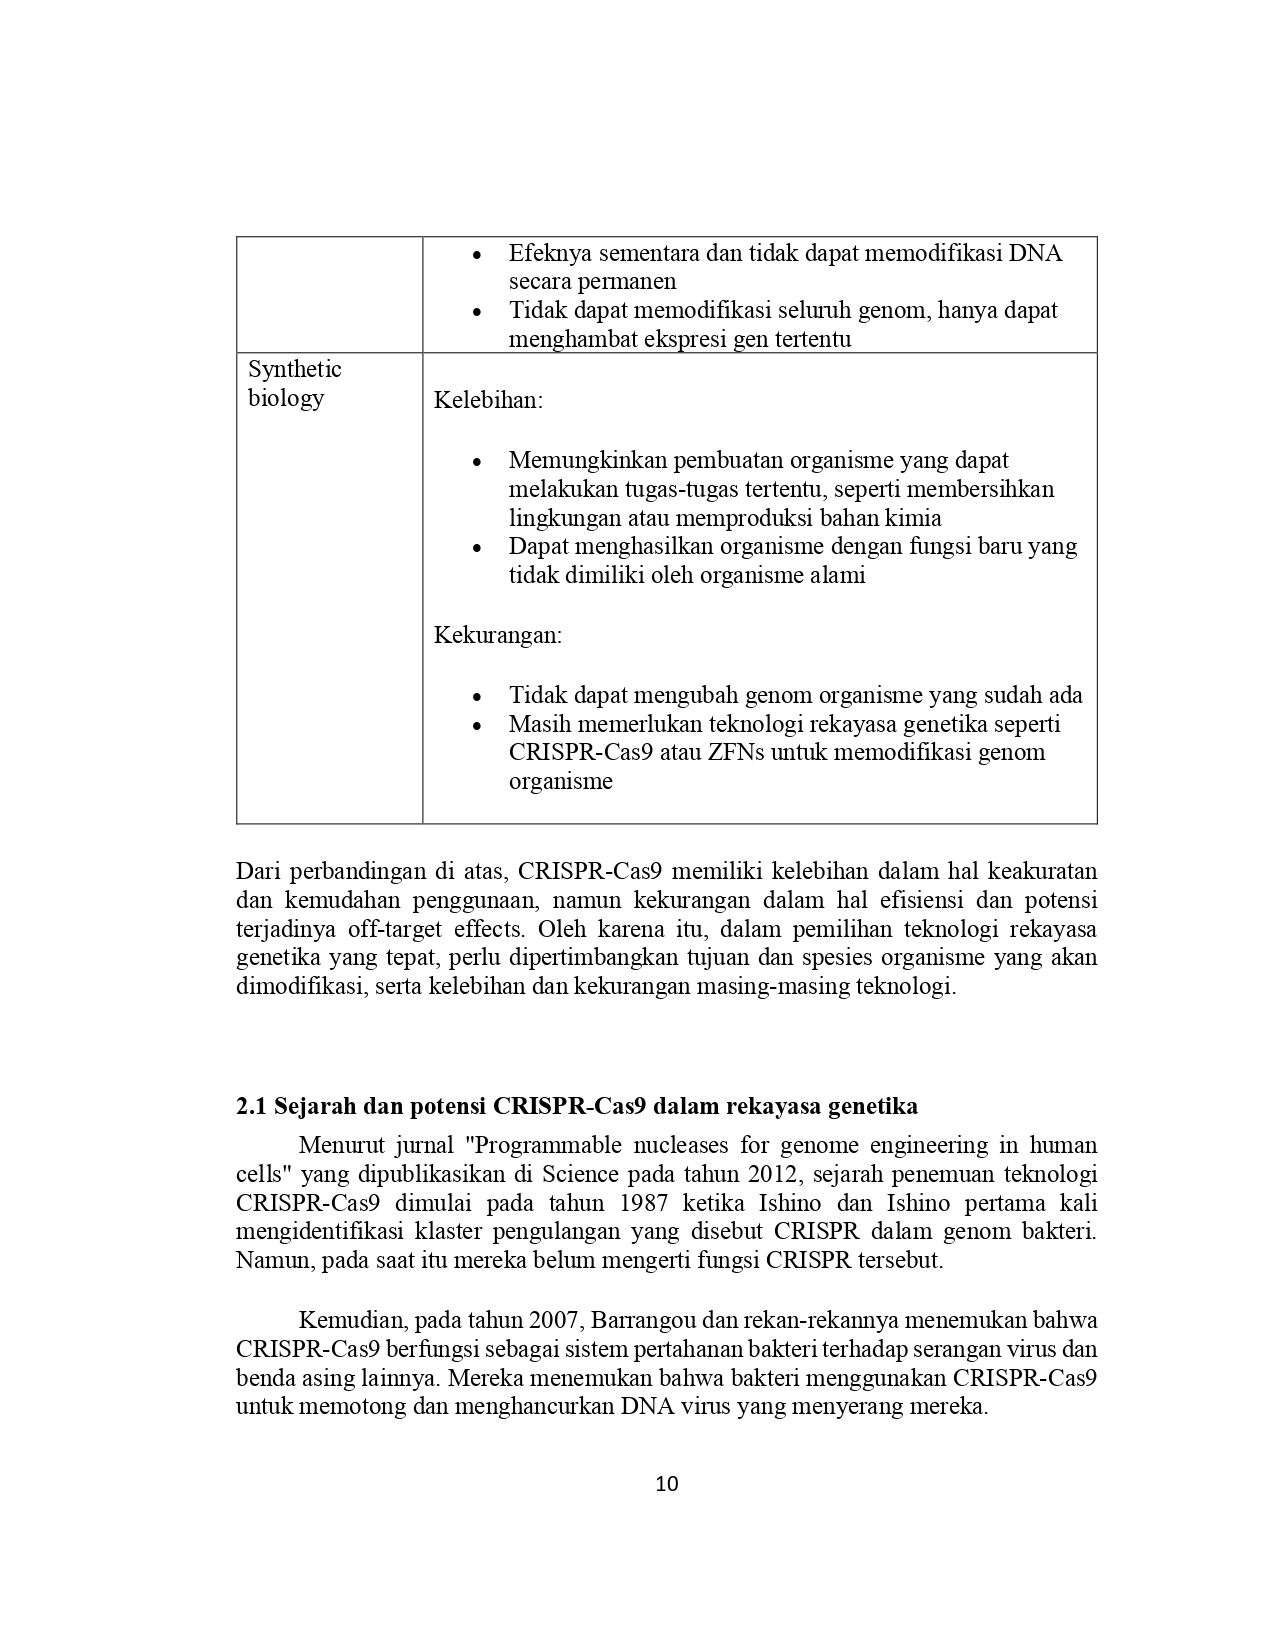 • Efeknya sementara dan tidak dapat memodifikasi DNA
secara permanen
• Tidak dapat memodifikasi seluruh genom, hanya dapat
menghambat ekspresi gen tertentu
Synthetic
biology
Kelebihan:
• Memungkinkan pembuatan organisme yang dapat
melakukan tugas-tugas tertentu, seperti membersihkan
lingkungan atau memproduksi bahan kimia
• Dapat menghasilkan organisme dengan fungsi baru yang
tidak dimiliki oleh organisme alami
Kekurangan:
• Tidak dapat mengubah genom organisme yang sudah ada
• Masih memerlukan teknologi rekayasa genetika seperti
CRISPR-Cas9 atau ZFNs untuk memodifikasi genom
organisme
Dari perbandingan di atas, CRISPR-Cas9 memiliki kelebihan dalam hal keakuratan
dan kemudahan penggunaan, namun kekurangan dalam hal efisiensi dan potensi
terjadinya off-target effects. Oleh karena itu, dalam pemilihan teknologi rekayasa
genetika yang tepat, perlu dipertimbangkan tujuan dan spesies organisme yang akan
dimodifikasi, serta kelebihan dan kekurangan masing-masing teknologi.
2.1 Sejarah dan potensi CRISPR-Cas9 dalam rekayasa genetika
Menurut jurnal "Programmable nucleases for genome engineering in human
cells" yang dipublikasikan di Science pada tahun 2012, sejarah penemuan teknologi
CRISPR-Cas9 dimulai pada tahun 1987 ketika Ishino dan Ishino pertama kali
mengidentifikasi klaster pengulangan yang disebut CRISPR dalam genom bakteri.
Namun, pada saat itu mereka belum mengerti fungsi CRISPR tersebut.
Kemudian, pada tahun 2007, Barrangou dan rekan-rekannya menemukan bahwa
CRISPR-Cas9 berfungsi sebagai sistem pertahanan bakteri terhadap serangan virus dan
benda asing lainnya. Mereka menemukan bahwa bakteri menggunakan CRISPR-Cas9
untuk memotong dan menghancurkan DNA virus yang menyerang mereka.
10